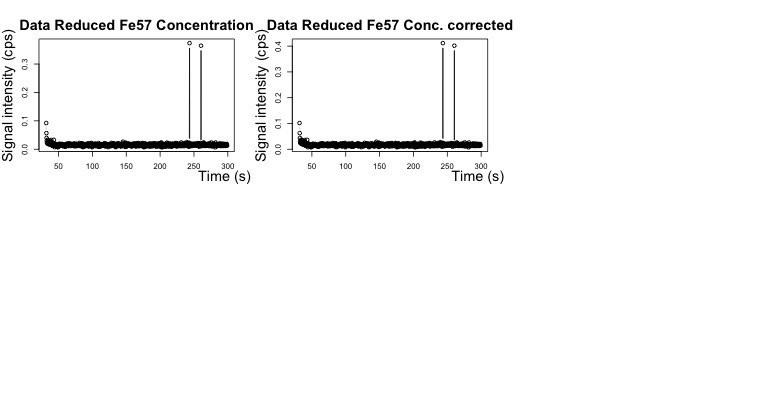 Data Reduced Fe57 Concentration
Signal intensity (cps)
0.0 0.1 0.2 0.3
50 100 150 200 250 300
Time (s)
Data Reduced Fe57 Conc. corrected
Signal intensity (cps)
0.0 0.1 0.2 0.3 0.4
50 100 150 200 250 300
Time (s)